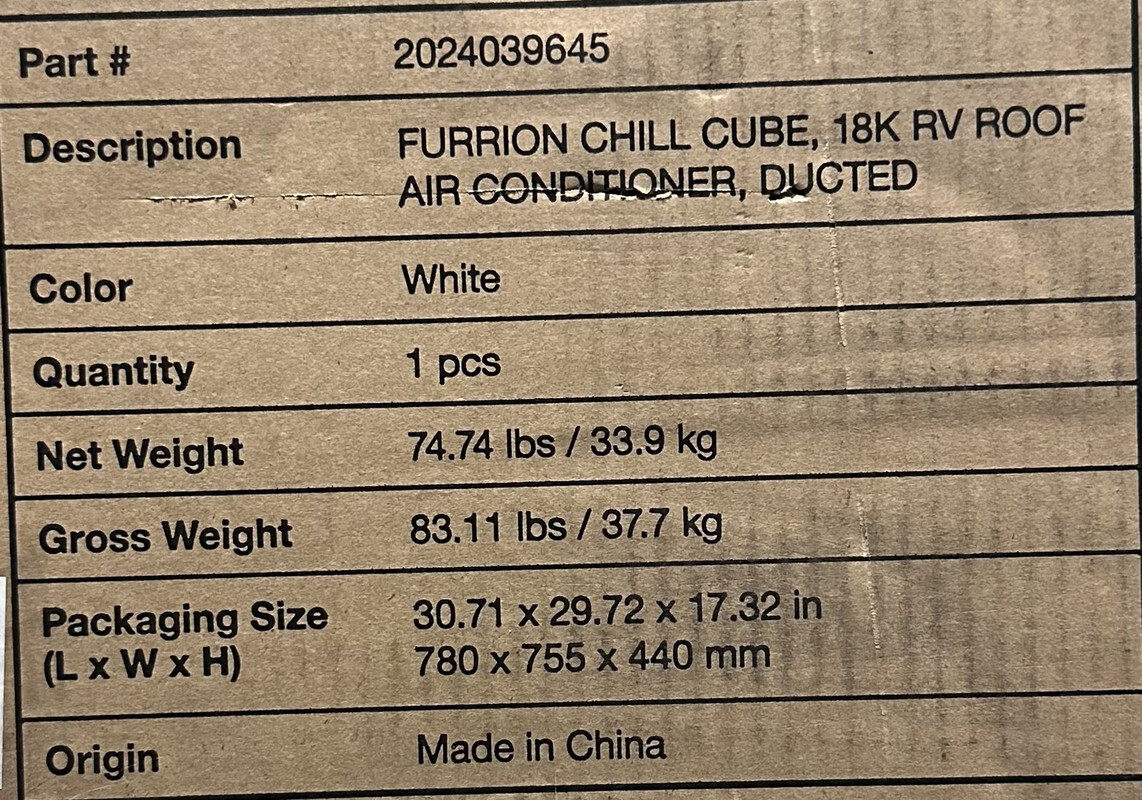 Part # 2024039645
Description FURRION CHILL CUBE, 18K RV ROOF
AIR CONDITIONER, DUCTED
Color White
Quantity 1 pcs
Net Weight 74.74 lbs / 33.9 kg
Gross Weight 83.11 lbs / 37.7 kg
Packaging Size 30.71 x 29.72 x 17.32 in
(L x W x H) 780 x 755 x 440 mm
Origin Made in China